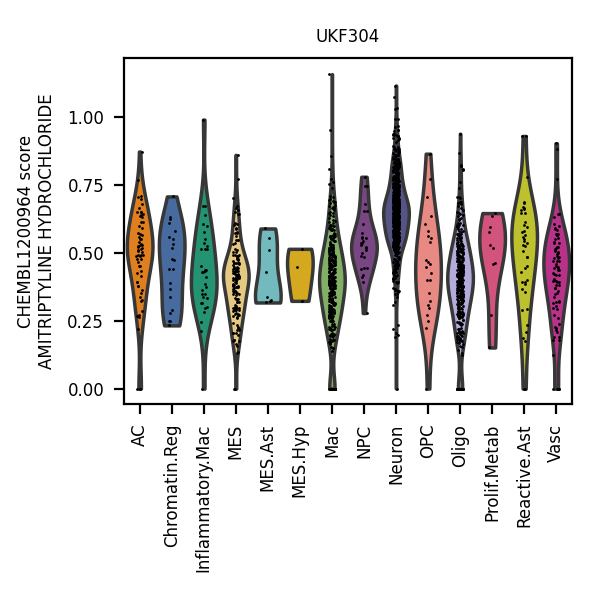 UKF304
CHEMBL1200964 score
AMITRIPTYLINE HYDROCHLORIDE
1.00
0.75
0.50
0.25
0.00
AC
Chromatin.Reg
Inflammatory.Mac
MES
MES.Ast
MES.Hyp
Mac
NPC
Neuron
OPC
Oligo
Prolif.Metab
Reactive.Ast
Vasc